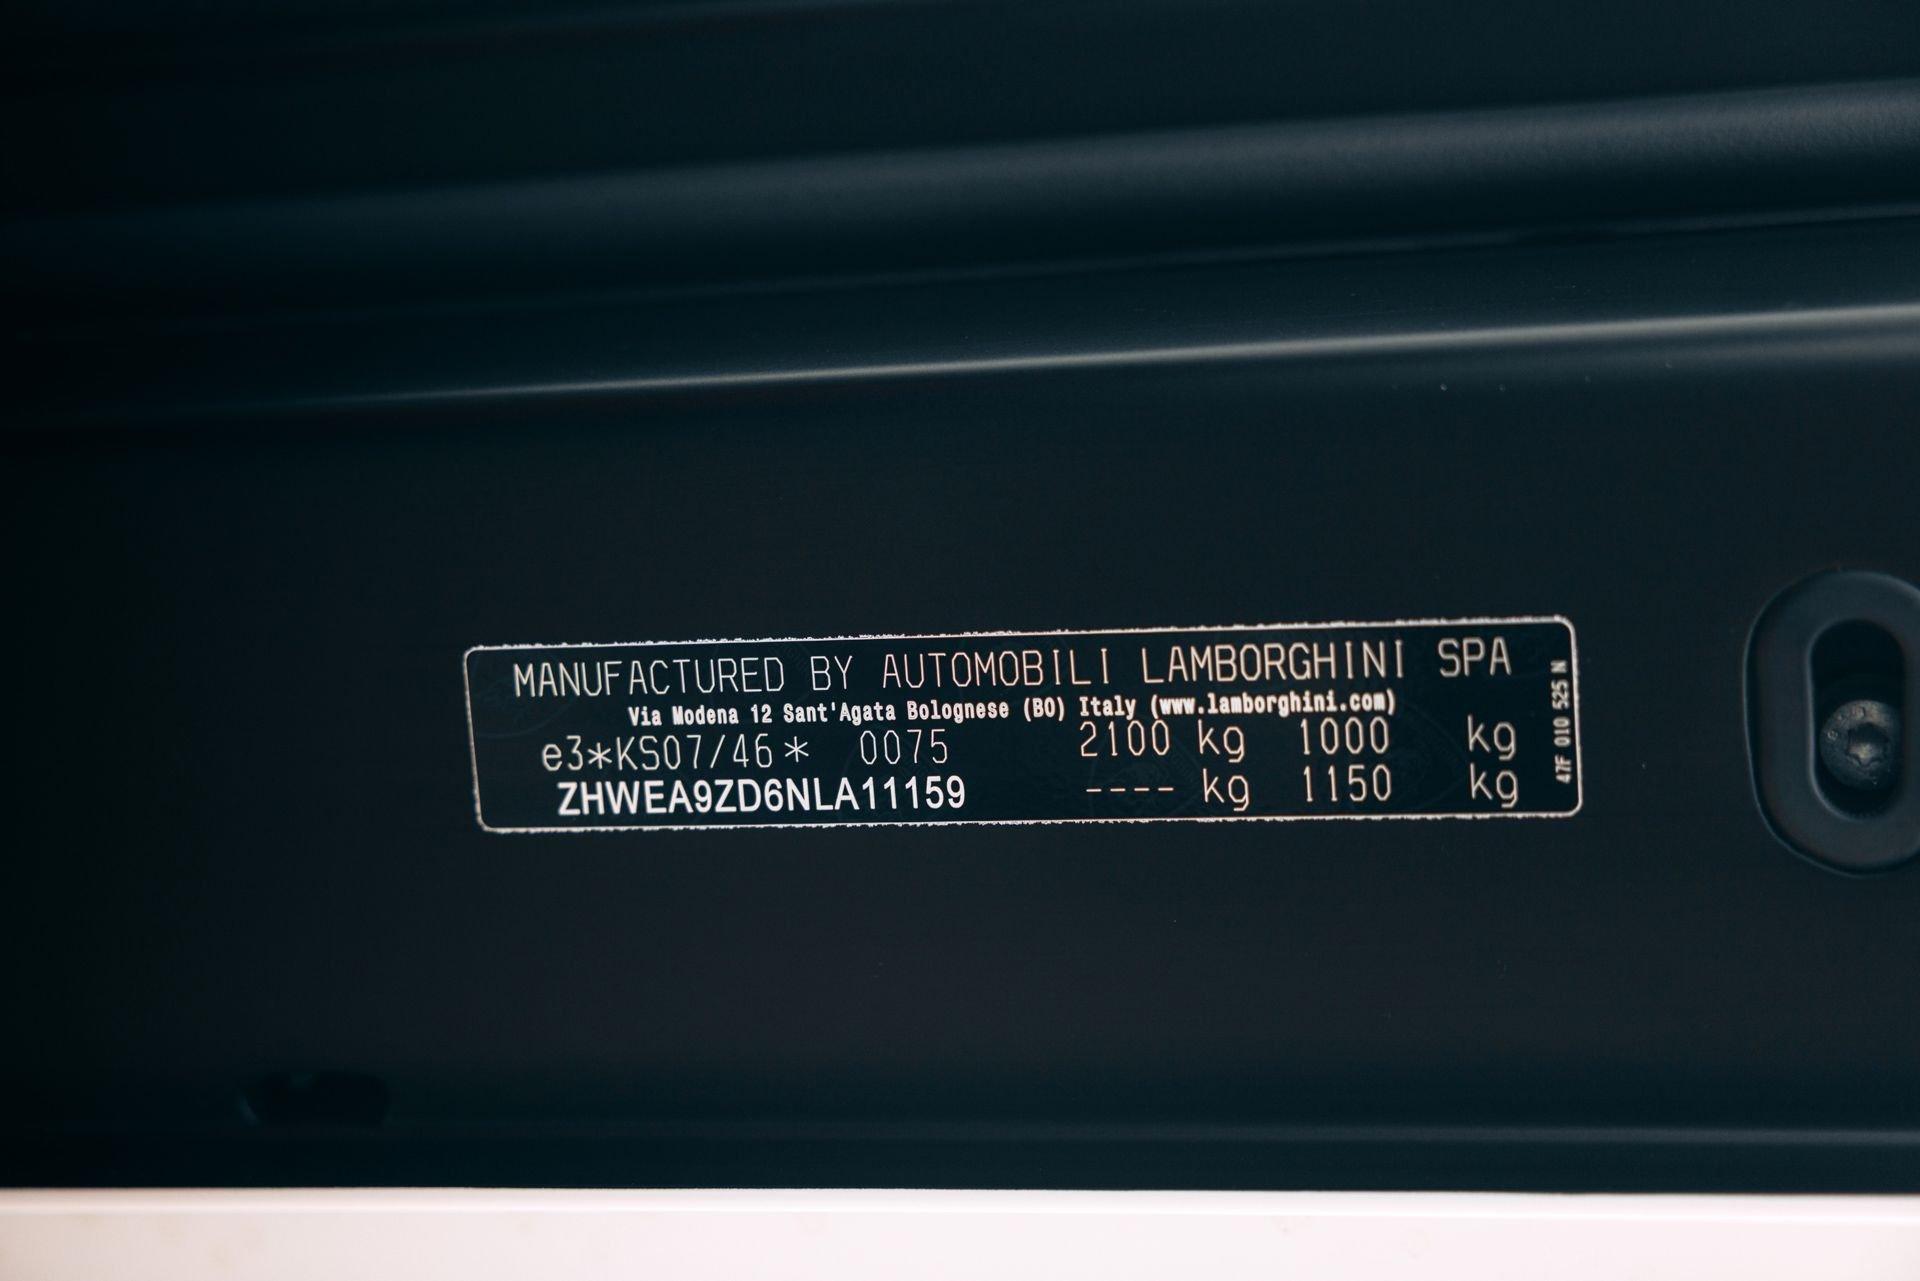 MANUFACTURED BY AUTOMOBILI LAMBORGHINI SPA
Via Modena 12 Sant'Agata Bolognese (BO) Italy (www.lamborghini.com)
e3*KS07/46* 0075 2100 kg 1000 kg
ZHWEA9ZD6NLA11159 ---- kg 1150 kg
47F 010 525 N